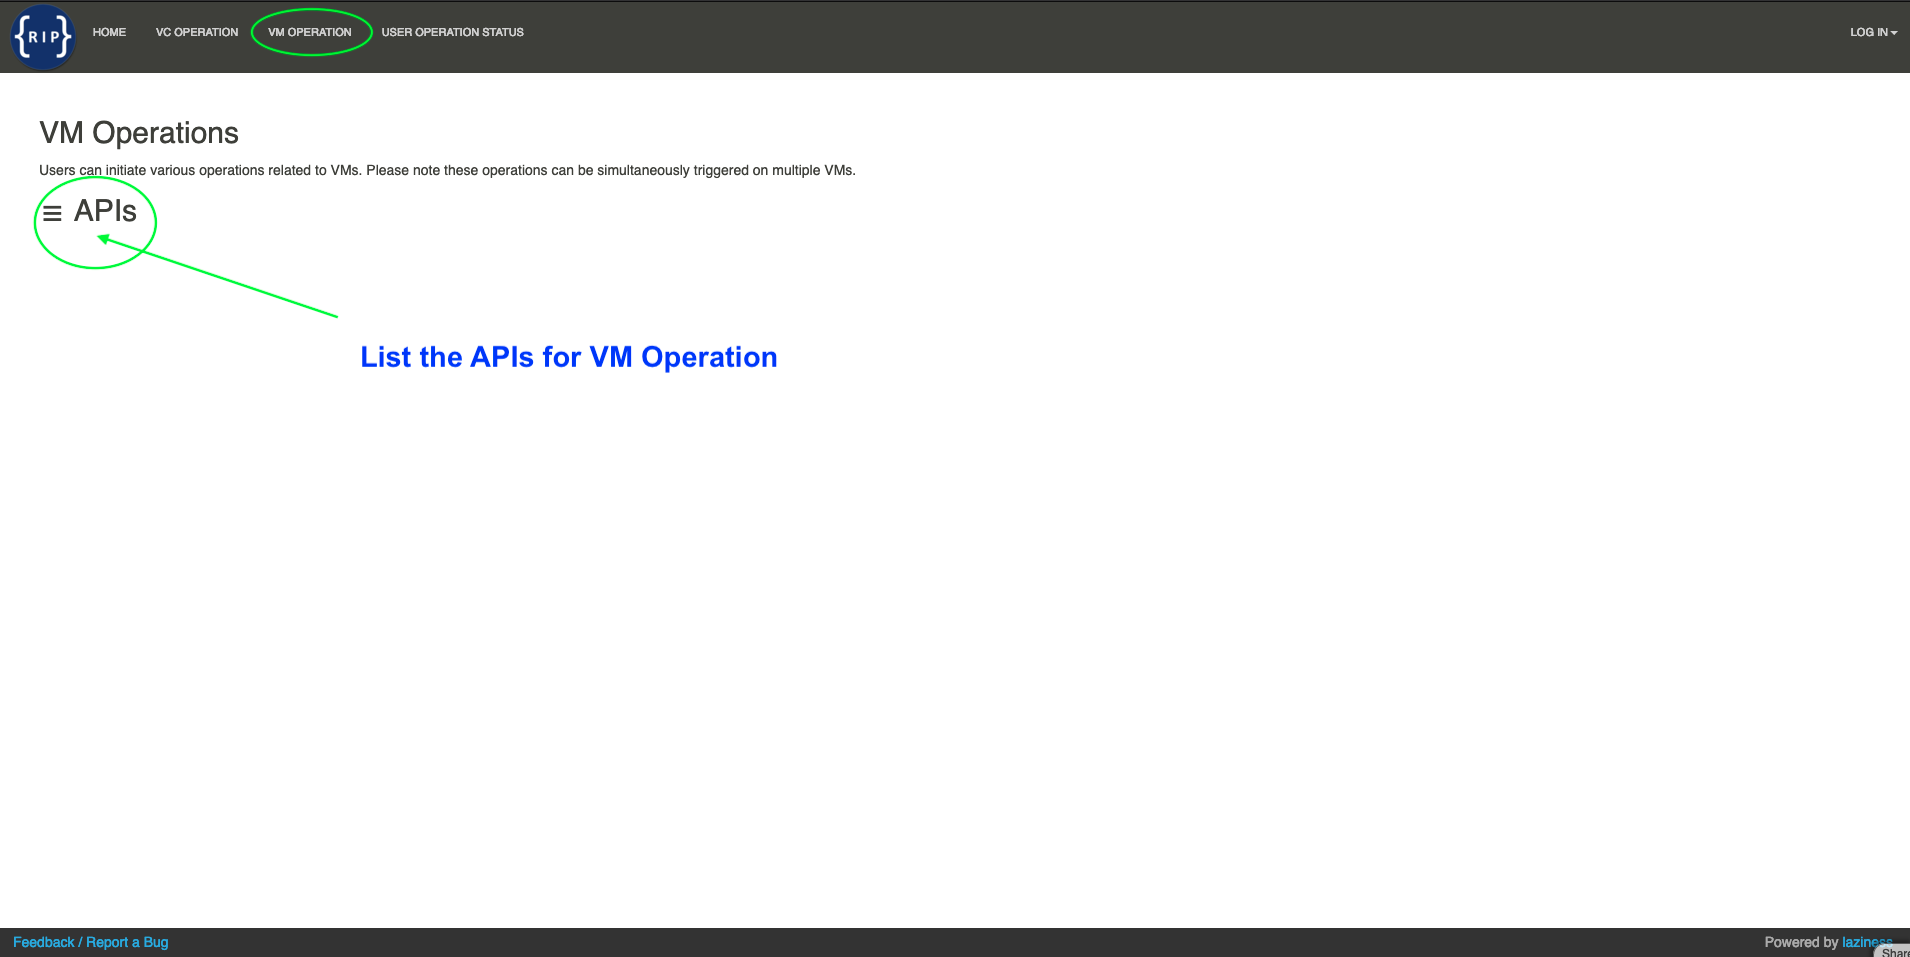 {RIP} HOME VC OPERATION VM OPERATION USER OPERATION STATUS LOG IN
VM Operations
Users can initiate various operations related to VMs. Please note these operations can be simultaneously triggered on multiple VMs.
APIs
List the APIs for VM Operation
Feedback / Report a Bug Powered by laziness
Share